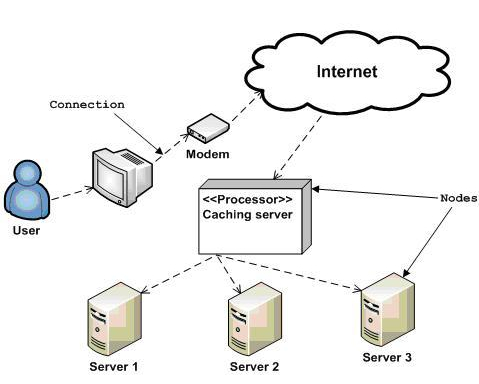 Internet
Connection
Modem
<<Processor>>
Caching server
Nodes
User
Server 1
Server 2
Server 3